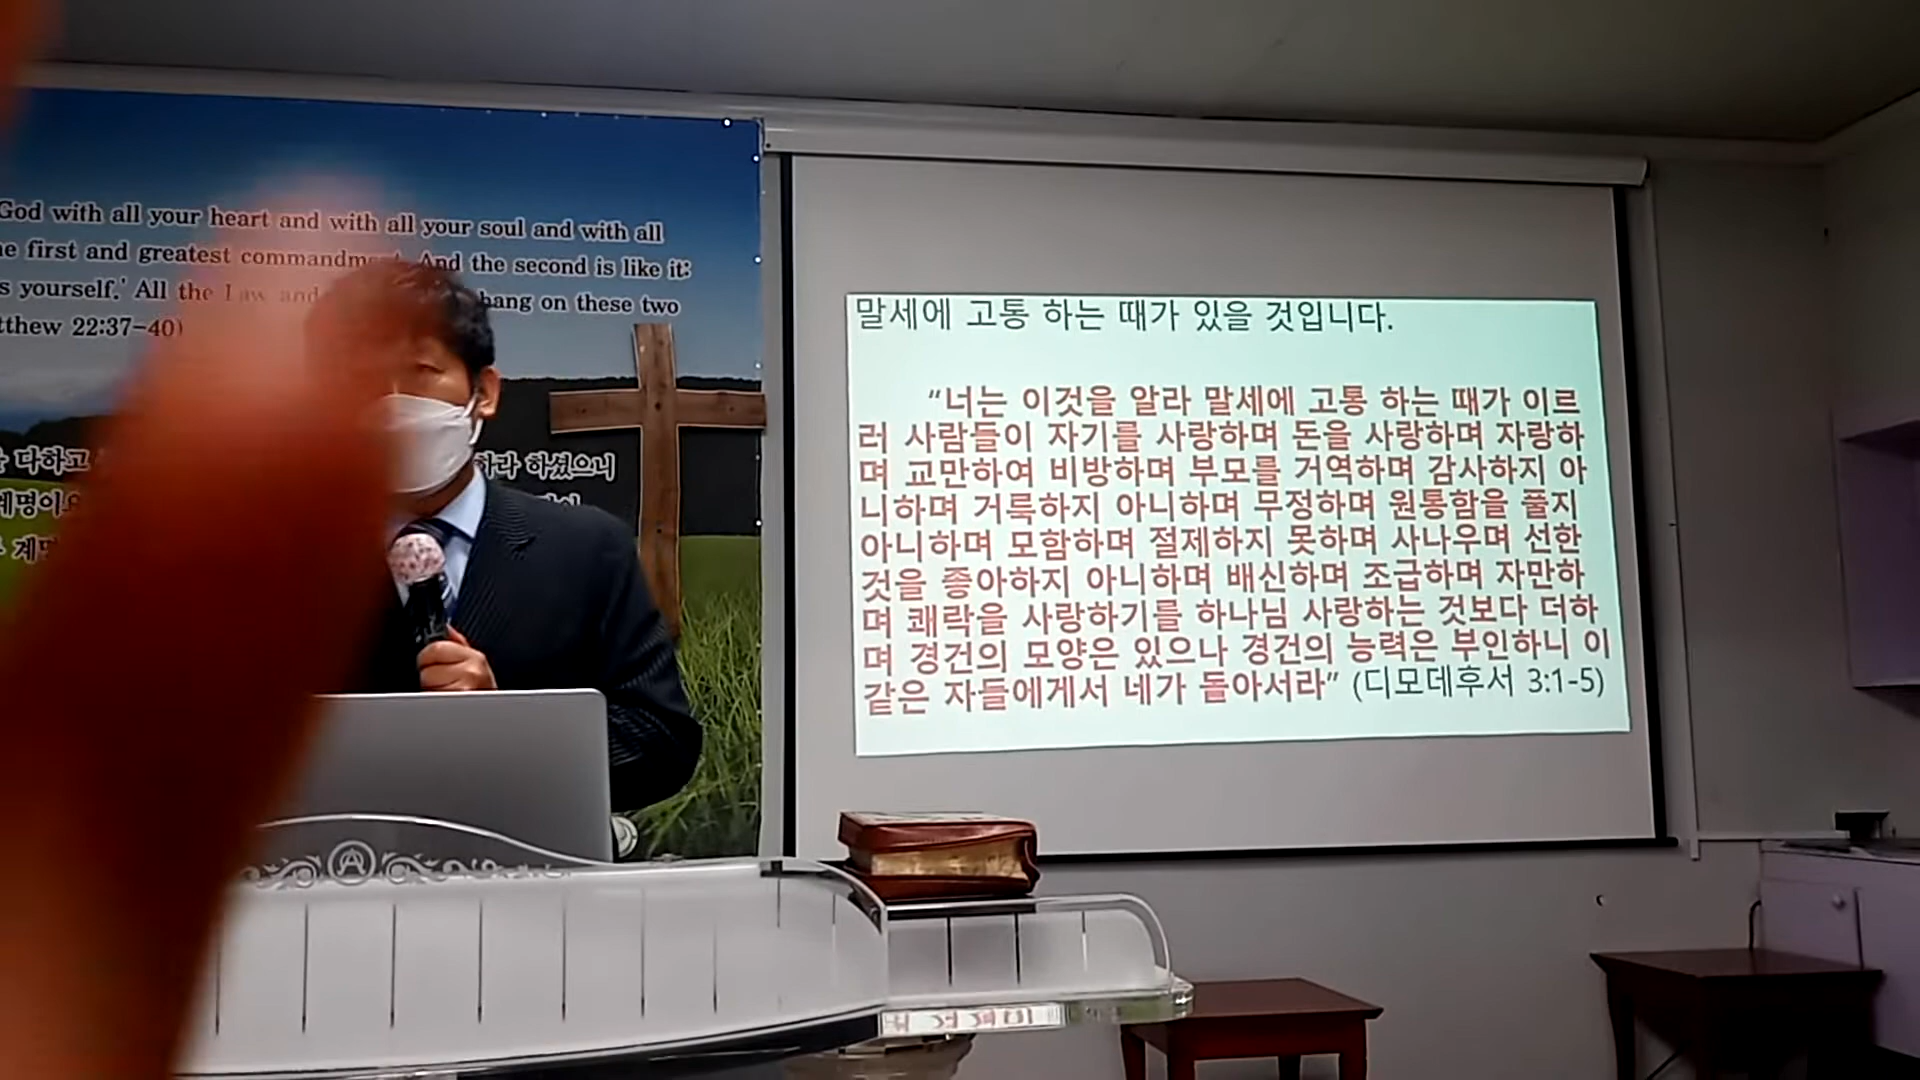 God with all your heart and with all your soul and with all
first and greatest commandment. And the second is like it:
yourself.' All the Law and hang on these two
22:37-40)
다하고 하라 하셨으니
말세에 고통 하는 때가 있을 것입니다.
“너는 이것을 알라 말세에 고통 하는 때가 이르
러 사람들이 자기를 사랑하며 돈을 사랑하며 자랑하
며 교만하여 비방하며 부모를 거역하며 감사하지 아
니하며 거룩하지 아니하며 무정하며 원통함을 풀지
아니하며 모함하며 절제하지 못하며 사나우며 선한
것을 좋아하지 아니하며 배신하며 조급하며 자만하
며 쾌락을 사랑하기를 하나님 사랑하는 것보다 더하
며 경건의 모양은 있으나 경건의 능력은 부인하니 이
같은 자들에게서 네가 돌아서라” (디모데후서 3:1-5)